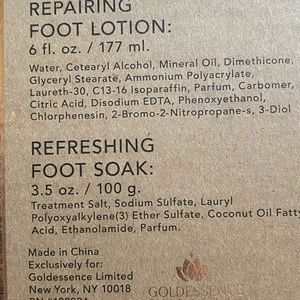 REPAIRING
FOOT LOTION:
6 fl. oz. / 177 ml.
Water, Cetearyl Alcohol, Mineral Oil, Dimethicone,
Glyceryl Stearate, Ammonium Polyacrylate,
Laureth-30, C13-16 Isoparaffin, Parfum, Carbomer,
Citric Acid, Disodium EDTA, Phenoxyethanol,
Chlorphenesin, 2-Bromo-2-Nitropropane-s, 3-Diol
REFRESHING
FOOT SOAK:
3.5 oz. / 100 g.
Treatment Salt, Sodium Sulfate, Lauryl
Polyoxyalkylene(3) Ether Sulfate, Coconut Oil Fatty
Acid, Ethanolamide, Parfum.
Made in China
Exclusively for:
Goldessence Limited
New York, NY 10018
GOLDESSENCE